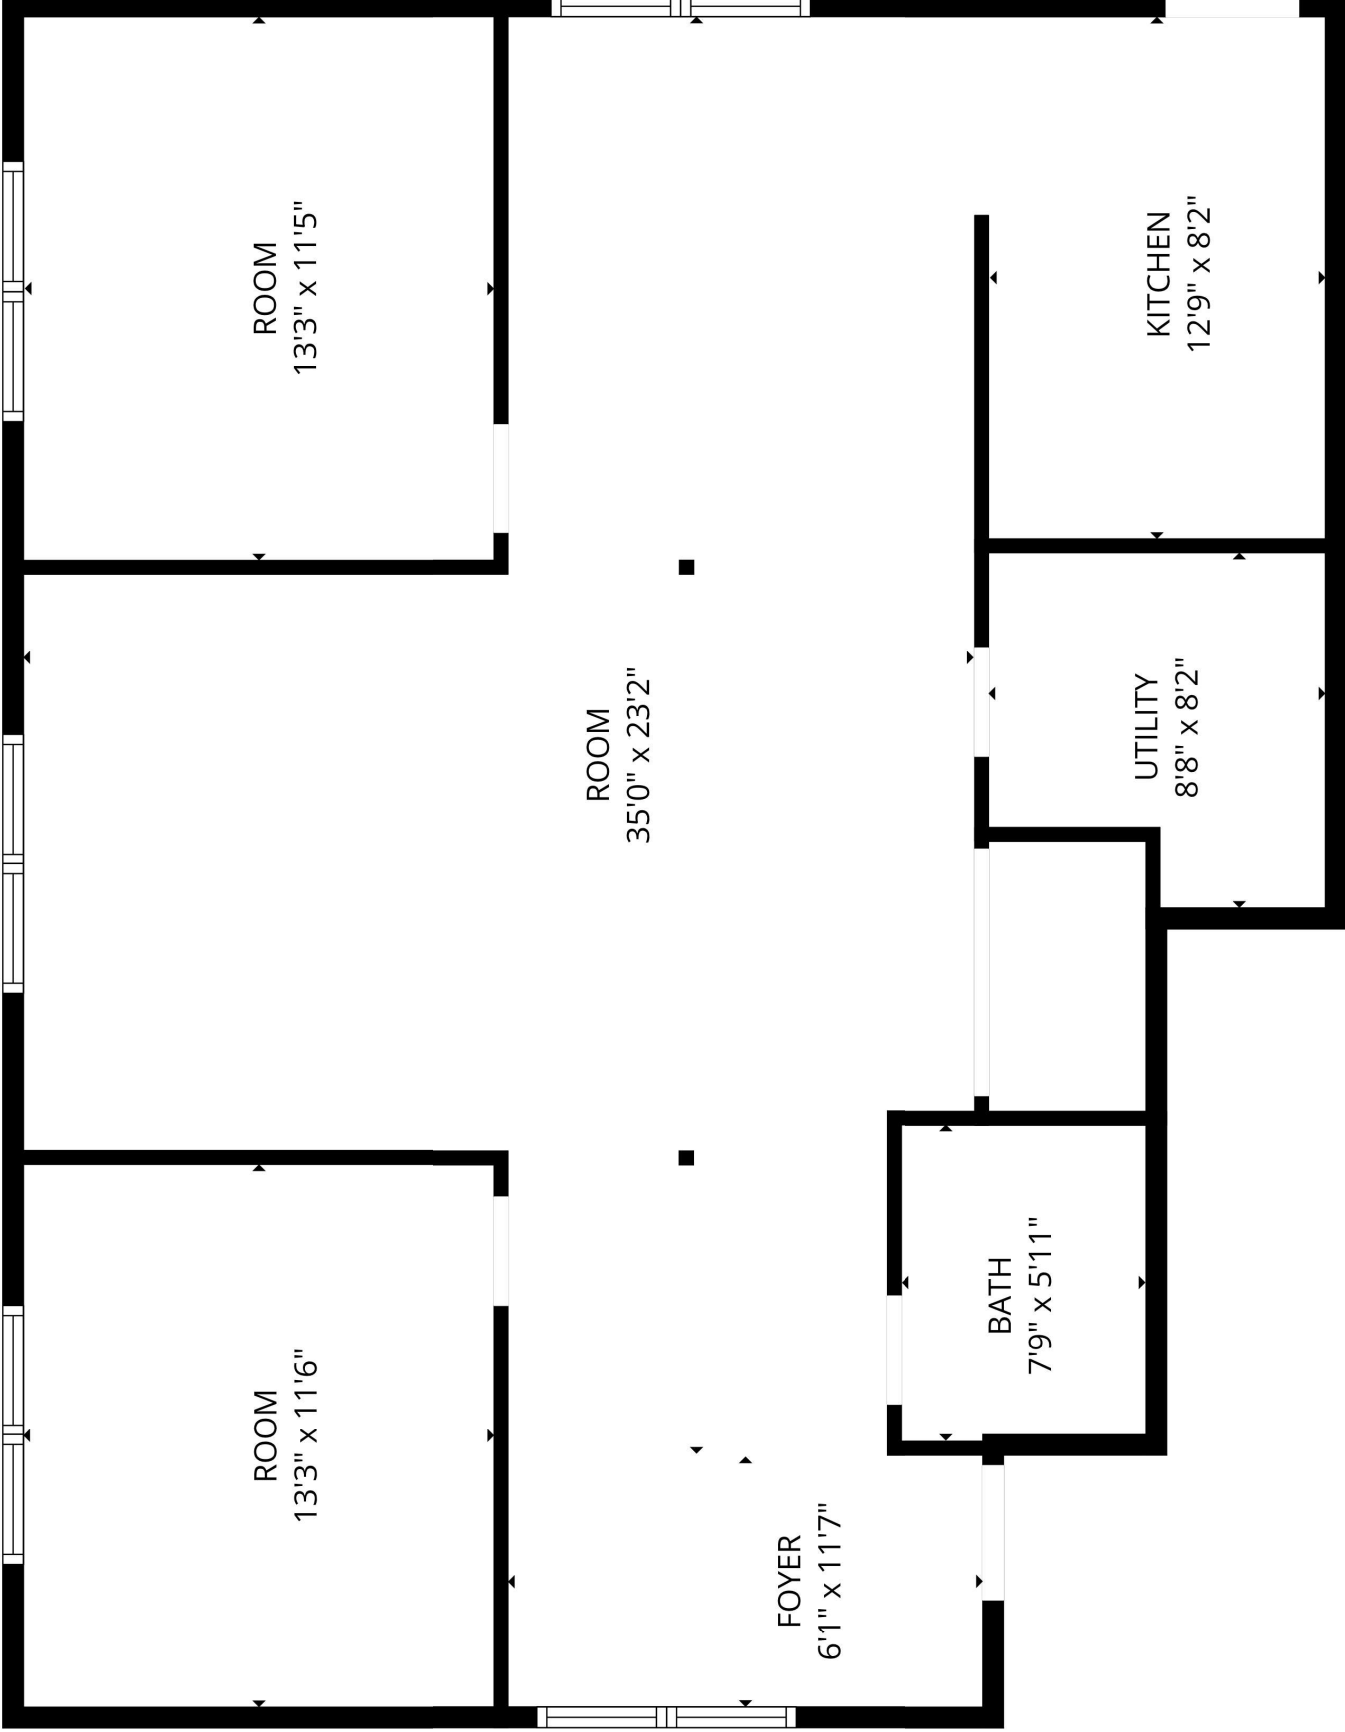 ROOM
13'3" x 11'5"
KITCHEN
12'9" x 8'2"
ROOM
35'0" x 23'2"
UTILITY
8'8" x 8'2"
BATH
7'9" x 5'11"
ROOM
13'3" x 11'6"
FOYER
6'1" x 11'7"